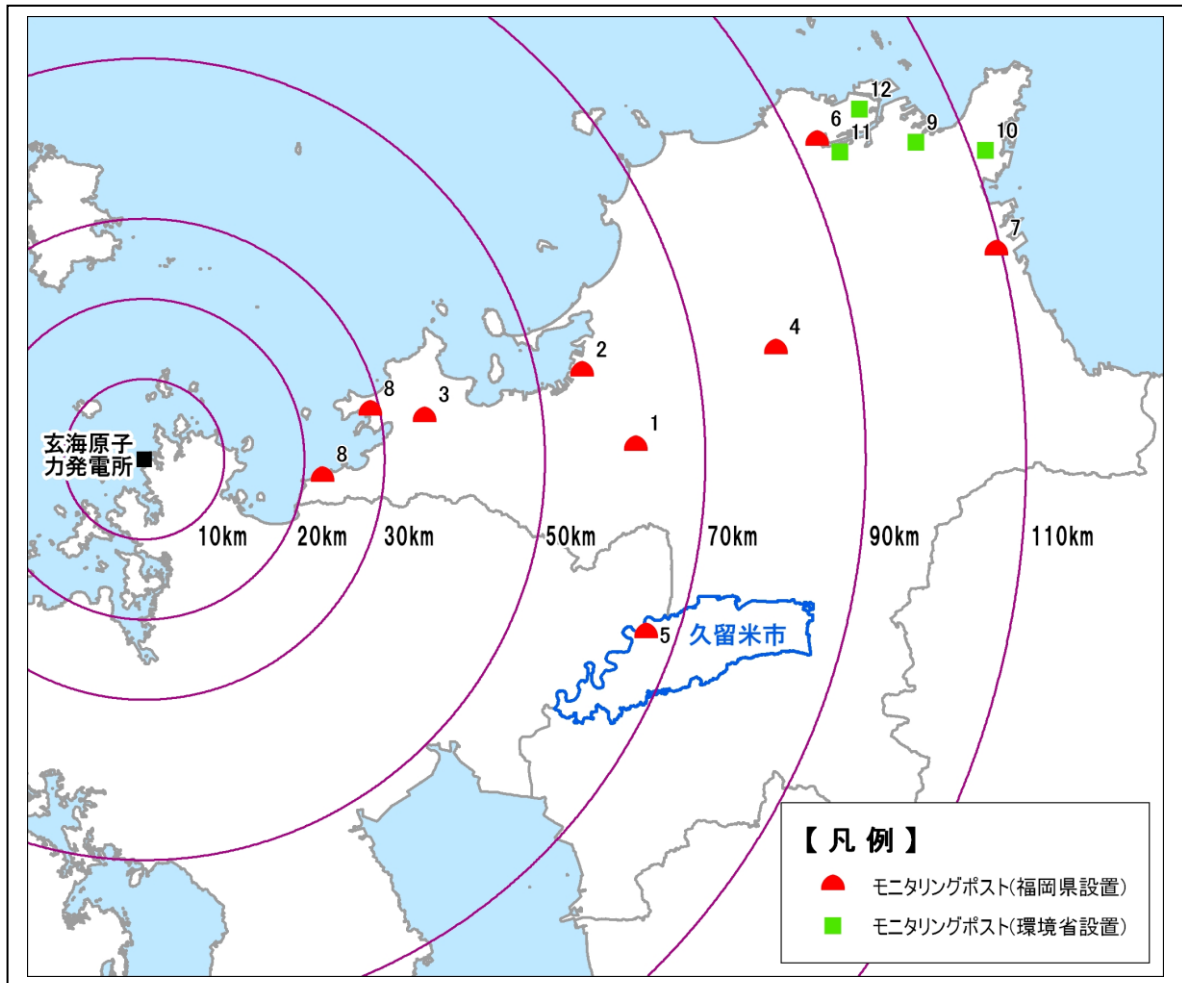 12
6
11
9
10
7
4
2
8
3
1
玄海原子
力発電所
8
10km
20km
30km
50km
70km
90km
110km
5
久留米市
【 凡 例 】
モニタリングポスト(福岡県設置)
モニタリングポスト(環境省設置)